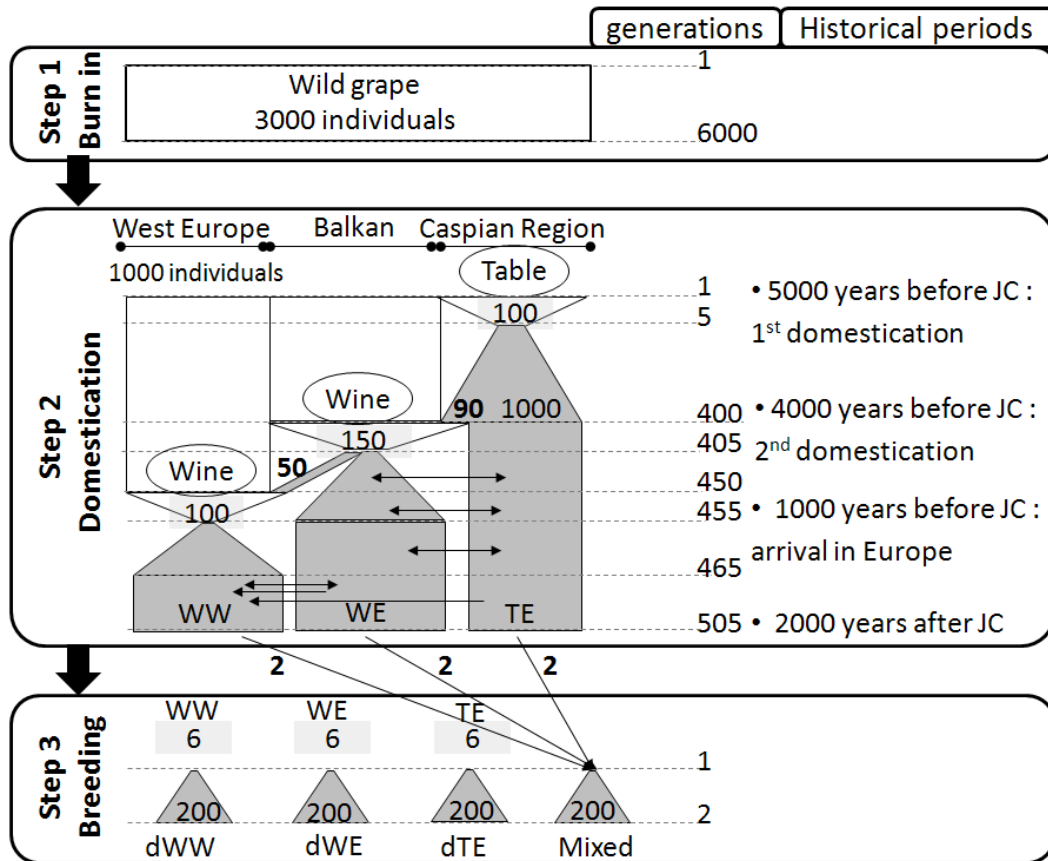 generations Historical periods
Step 1
Burn in
Wild grape
3000 individuals
1
6000
Step 2
Domestication
West Europe Balkan Caspian Region
1000 individuals
Table
1
5
100
• 5000 years before JC :
1st domestication
Wine
90 1000
400
405
150
• 4000 years before JC :
2nd domestication
Wine
50
450
455
100
• 1000 years before JC :
arrival in Europe
465
WW WE TE
505
• 2000 years after JC
2 2 2
Step 3
Breeding
WW WE TE
6 6 6
1
200 200 200 200
2
dWW dWE dTE Mixed